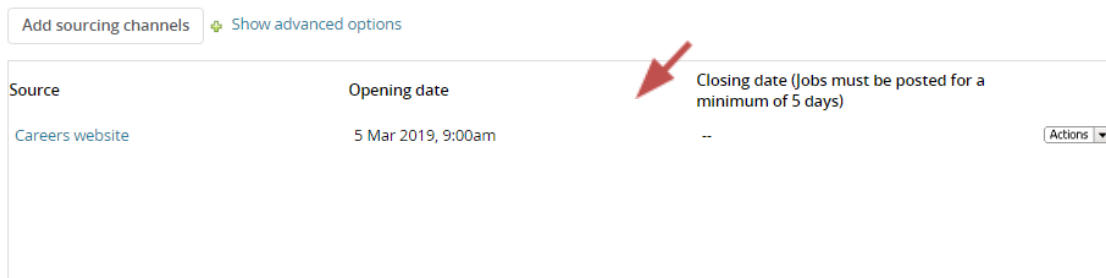 Add sourcing channels Show advanced options
Source Opening date Closing date (Jobs must be posted for a
minimum of 5 days)
Careers website 5 Mar 2019, 9:00am -- Actions